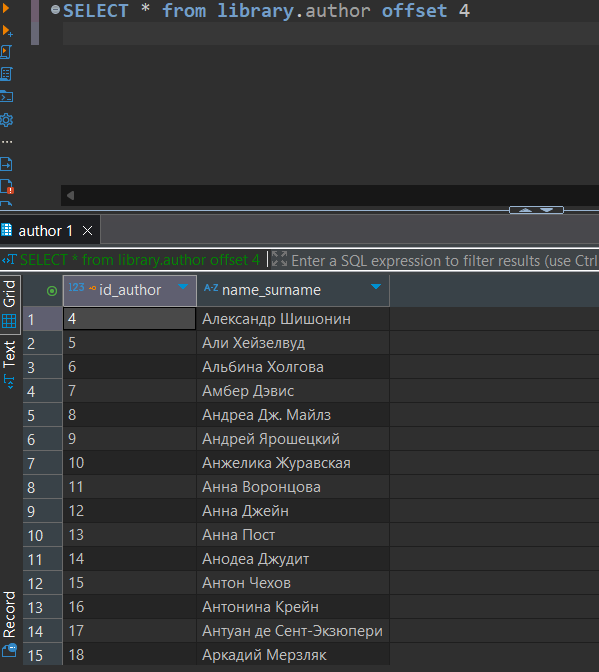 SELECT * from library.author offset 4
author 1
SELECT * from library.author offset 4
Enter a SQL expression to filter results (use Ctrl
Grid
Text
Record
123 id_author
A-Z name_surname
1 4 Александр Шишонин
2 5 Али Хейзелвуд
3 6 Альбина Холгова
4 7 Амбер Дэвис
5 8 Андреа Дж. Майлз
6 9 Андрей Ярошецкий
7 10 Анжелика Журавская
8 11 Анна Воронцова
9 12 Анна Джейн
10 13 Анна Пост
11 14 Анодеа Джудит
12 15 Антон Чехов
13 16 Антонина Крейн
14 17 Антуан де Сент-Экзюпери
15 18 Аркадий Мерзляк